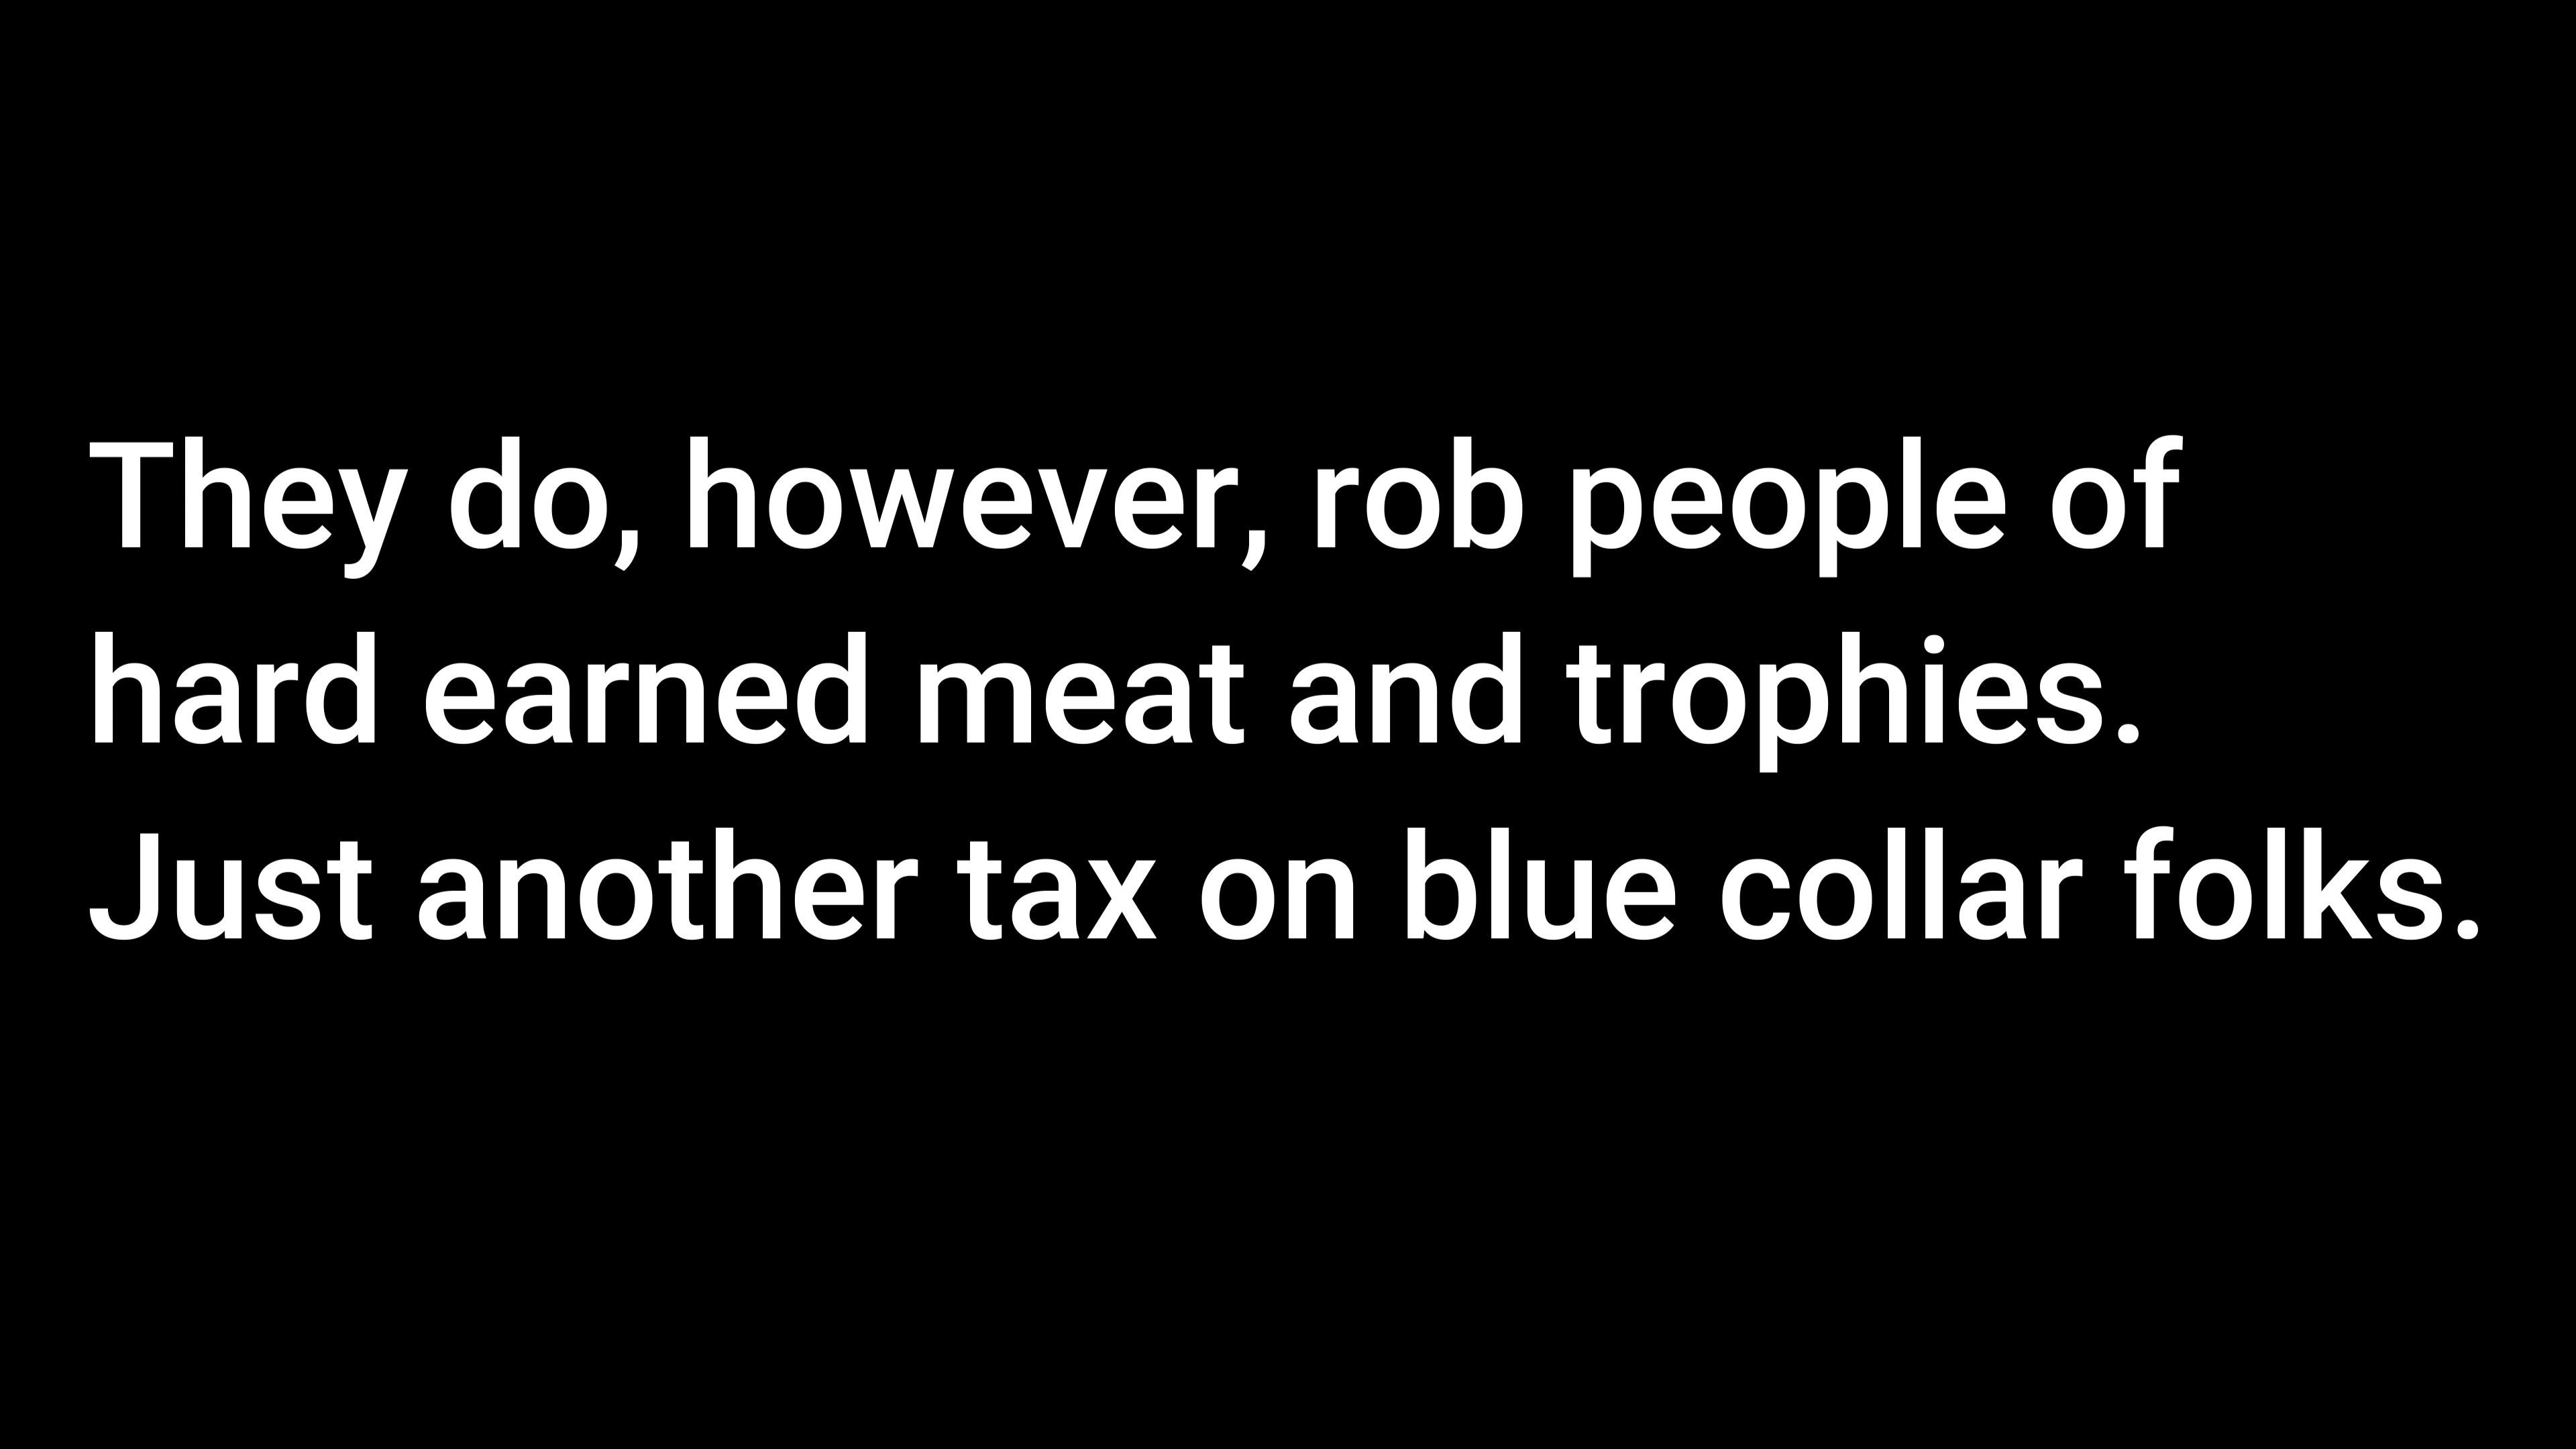 They do, however, rob people of
hard earned meat and trophies.
Just another tax on blue collar folks.